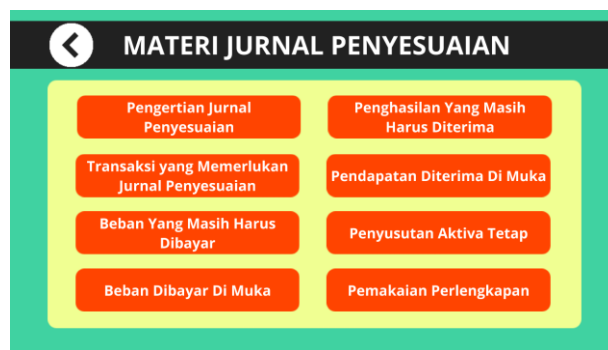 MATERI JURNAL PENYESUAIAN
Pengertian Jurnal
Penyesuaian
Transaksi yang Memerlukan
Jurnal Penyesuaian
Beban Yang Masih Harus
Dibayar
Beban Dibayar Di Muka
Penghasilan Yang Masih
Harus Diterima
Pendapatan Diterima Di Muka
Penyusutan Aktiva Tetap
Pemakaian Perlengkapan